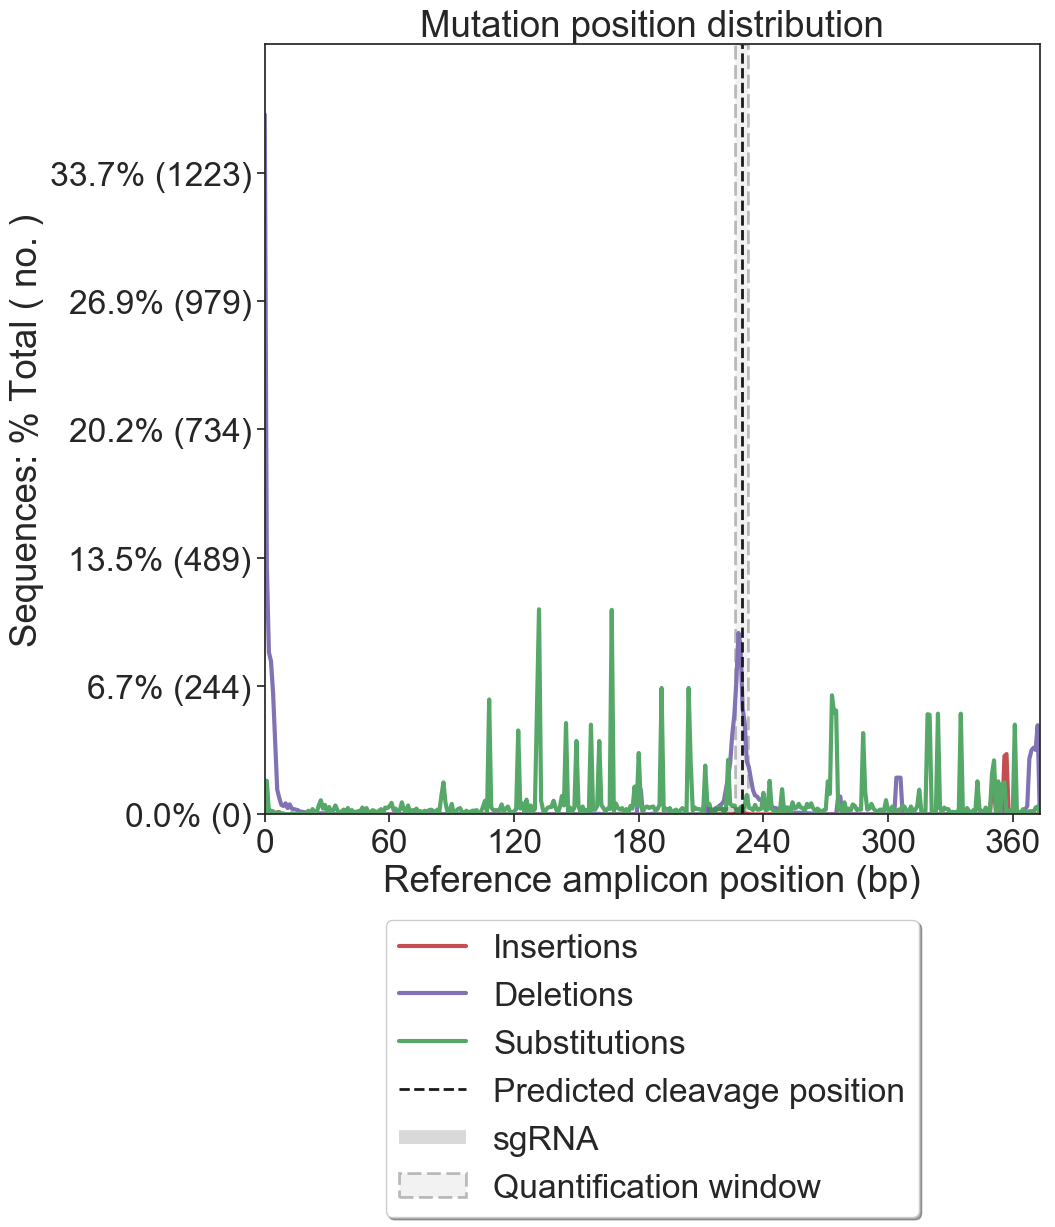 Mutation position distribution
Sequences: % Total ( no. )
33.7% (1223)
26.9% (979)
20.2% (734)
13.5% (489)
6.7% (244)
0.0% (0)
0 60 120 180 240 300 360
Reference amplicon position (bp)
Insertions
Deletions
Substitutions
Predicted cleavage position
sgRNA
Quantification window